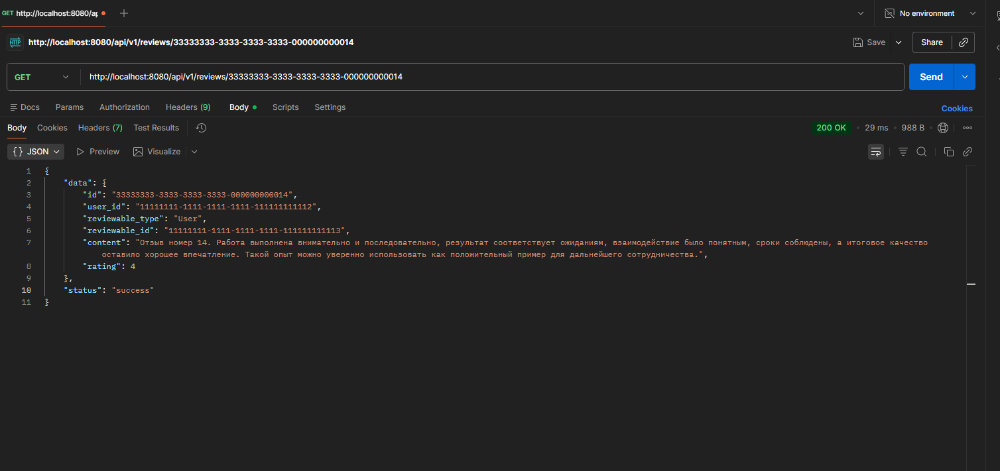 GET http://localhost:8080/ap
No environment
HTTP http://localhost:8080/api/v1/reviews/33333333-3333-3333-3333-000000000014
Save
Share
GET http://localhost:8080/api/v1/reviews/33333333-3333-3333-3333-000000000014
Send
Docs Params Authorization Headers (9) Body Scripts Settings
Cookies
Body Cookies Headers (7) Test Results
200 OK • 29 ms • 988 B
{ } JSON Preview Visualize
1 {
2 "data": {
3 "id": "33333333-3333-3333-3333-000000000014",
4 "user_id": "11111111-1111-1111-1111-111111111112",
5 "reviewable_type": "User",
6 "reviewable_id": "11111111-1111-1111-1111-111111111113",
7 "content": "Отзыв номер 14. Работа выполнена внимательно и последовательно, результат соответствует ожиданиям, взаимодействие было понятным, сроки соблюдены, а итоговое качество
оставило хорошее впечатление. Такой опыт можно уверенно использовать как положительный пример для дальнейшего сотрудничества.",
8 "rating": 4
9 },
10 "status": "success"
11 }